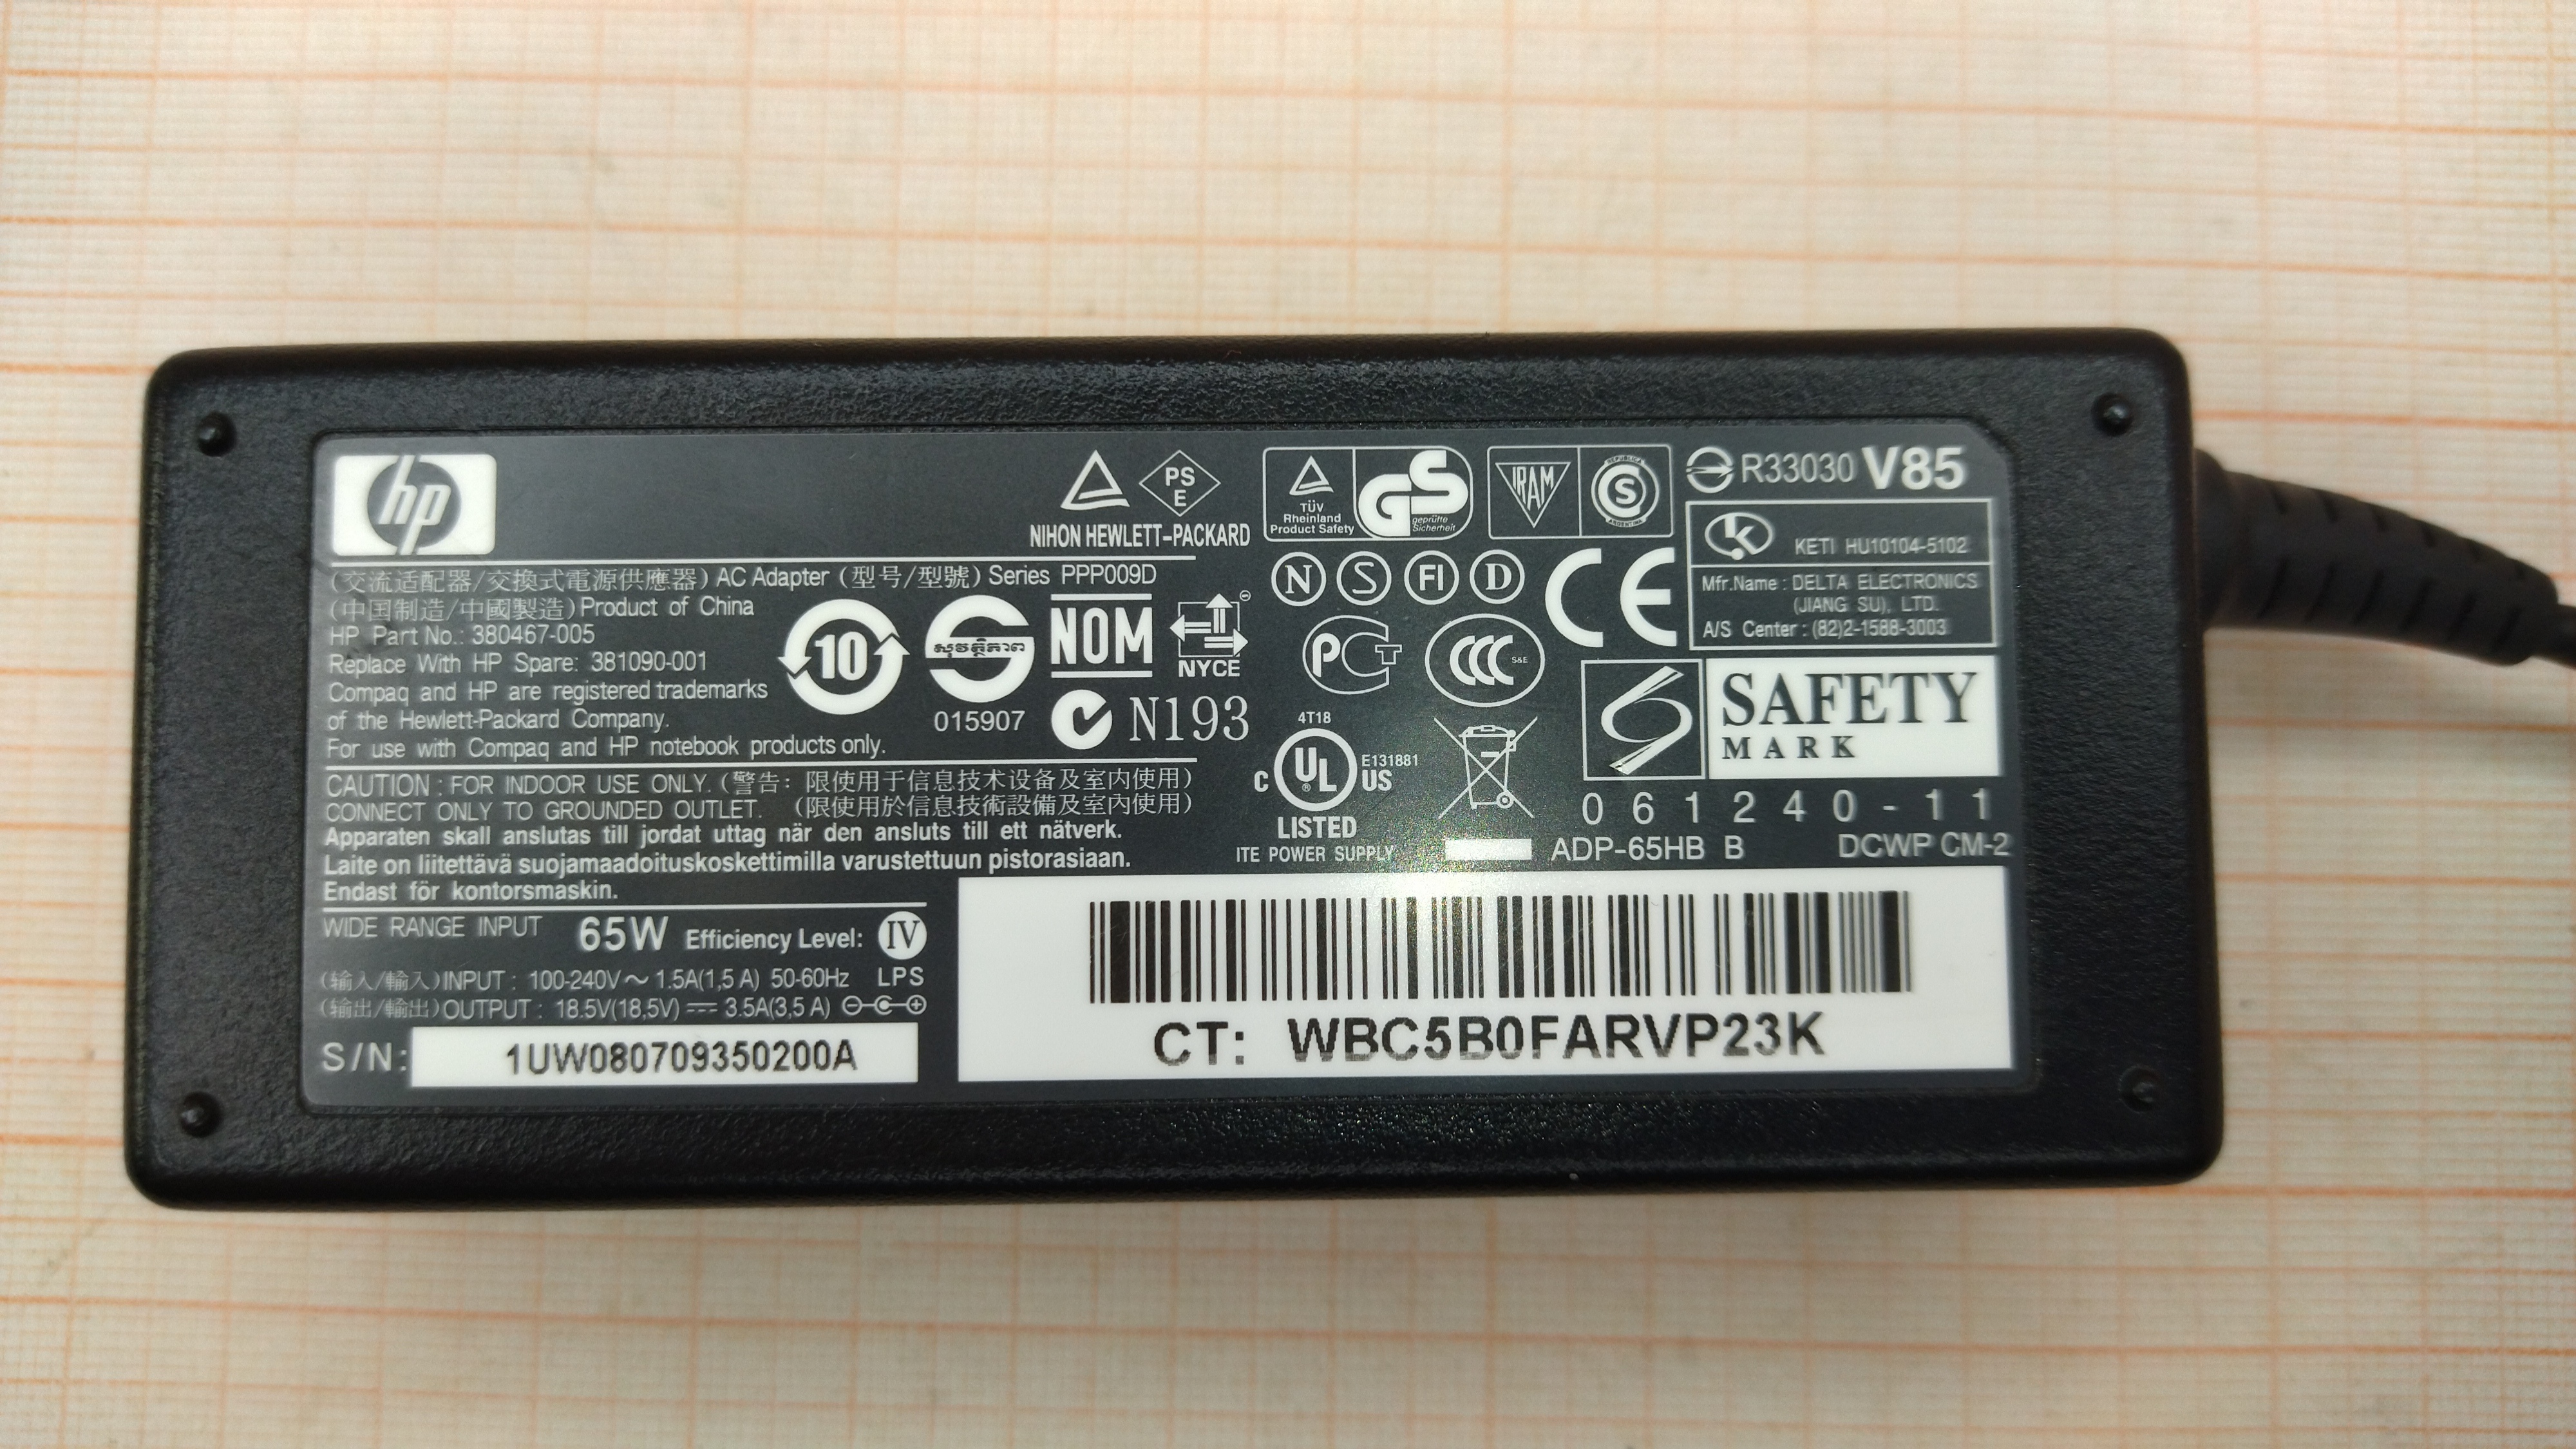 hp
NIHON HEWLETT-PACKARD
PS
E
TÜV
Rheinland
Product Safety
GS
geprüfte
Sicherheit
IRAM
S
REPUBLICA
ARGENTINA
R33030 V85
(交流适配器/交換式電源供應器) AC Adapter (型号/型號) Series PPP009D
(中国制造/中國製造) Product of China
HP Part No.: 380467-005
Replace With HP Spare: 381090-001
Compaq and HP are registered trademarks
of the Hewlett-Packard Company.
For use with Compaq and HP notebook products only.
10
015907
NOM
NYCE
N193
N S FI D
CE
PCT
CCC
S&E
KETI HU10104-5102
Mfr.Name : DELTA ELECTRONICS
(JIANG SU), LTD.
A/S Center : (82)2-1588-3003
4T18
C UL US
®
E131881
LISTED
ITE POWER SUPPLY
SAFETY
MARK
061240-11
ADP-65HB B DCWP CM-2
CAUTION : FOR INDOOR USE ONLY. (警告: 限使用于信息技术设备及室内使用)
CONNECT ONLY TO GROUNDED OUTLET. (限使用於信息技術設備及室內使用)
Apparaten skall anslutas till jordat uttag när den ansluts till ett nätverk.
Laite on liitettävä suojamaadoituskoskettimilla varustettuun pistorasiaan.
Endast för kontorsmaskin.
WIDE RANGE INPUT 65W Efficiency Level: IV
(输入/輸入) INPUT : 100-240V～ 1.5A(1,5 A) 50-60Hz LPS
(输出/輸出) OUTPUT : 18.5V(18,5V) ⎓ 3.5A(3,5 A)
S/N: 1UW080709350200A
CT: WBC5B0FARVP23K